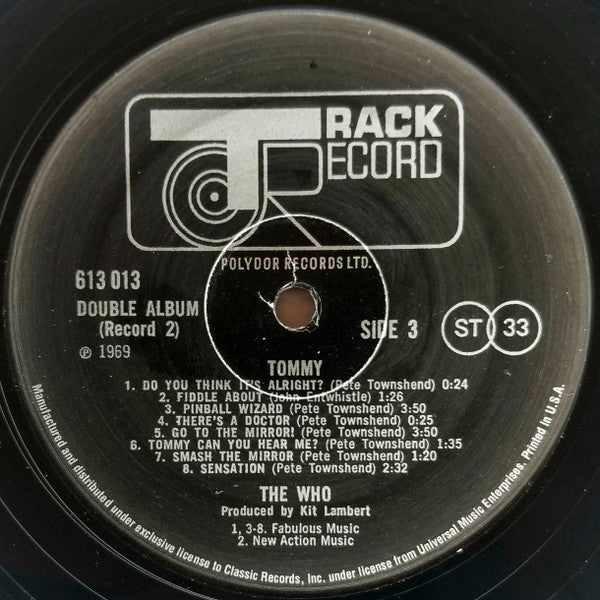 TRACK
RECORD
POLYDOR RECORDS LTD.
613 013
DOUBLE ALBUM
(Record 2)
℗ 1969
SIDE 3
ST 33
TOMMY
1. DO YOU THINK IT'S ALRIGHT? (Pete Townshend) 0:24
2. FIDDLE ABOUT (John Entwhistle) 1:26
3. PINBALL WIZARD (Pete Townshend) 3:50
4. THERE'S A DOCTOR (Pete Townshend) 0:25
5. GO TO THE MIRROR! (Pete Townshend) 3:50
6. TOMMY CAN YOU HEAR ME? (Pete Townshend) 1:35
7. SMASH THE MIRROR (Pete Townshend) 1:20
8. SENSATION (Pete Townshend) 2:32
THE WHO
Produced by Kit Lambert
1, 3-8. Fabulous Music
2. New Action Music
Manufactured and distributed under exclusive license to Classic Records, Inc. under license from Universal Music Enterprises. Printed in U.S.A.